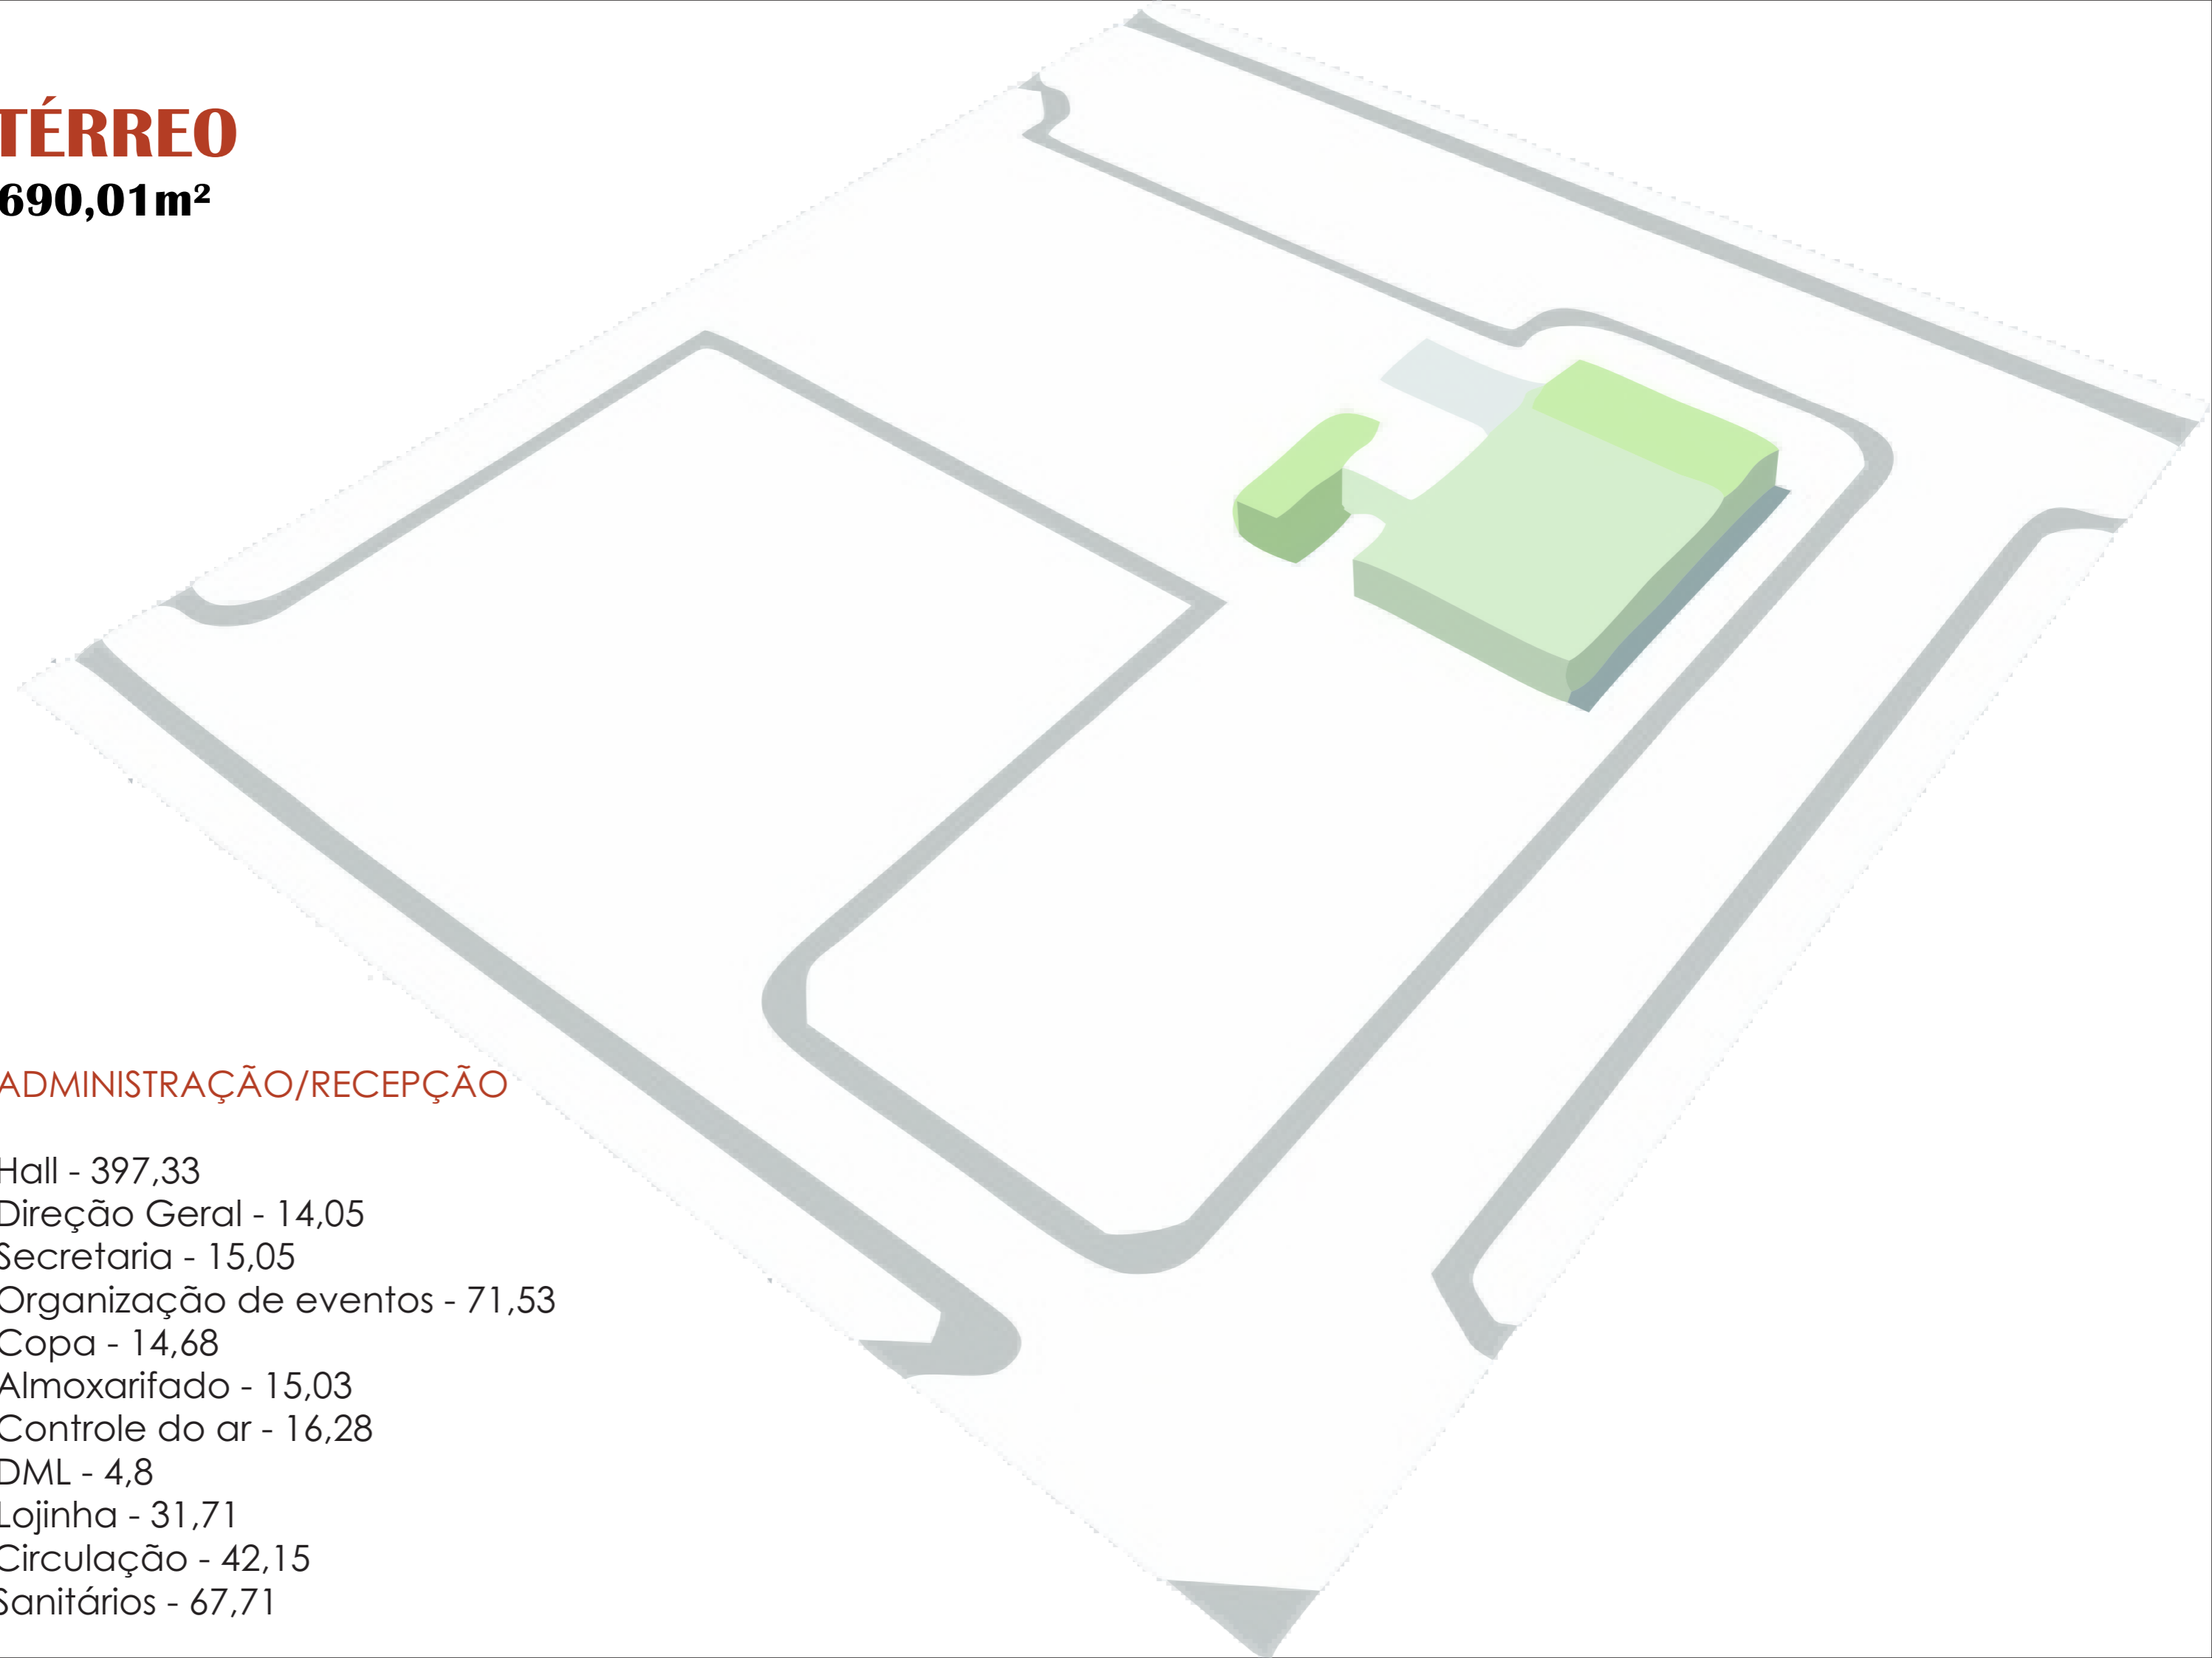 TÉRREO
690,01m²
ADMINISTRAÇÃO/RECEPÇÃO
Hall - 397,33
Direção Geral - 14,05
Secretaria - 15,05
Organização de eventos - 71,53
Copa - 14,68
Almoxarifado - 15,03
Controle do ar - 16,28
DML - 4,8
Lojinha - 31,71
Circulação - 42,15
Sanitários - 67,71